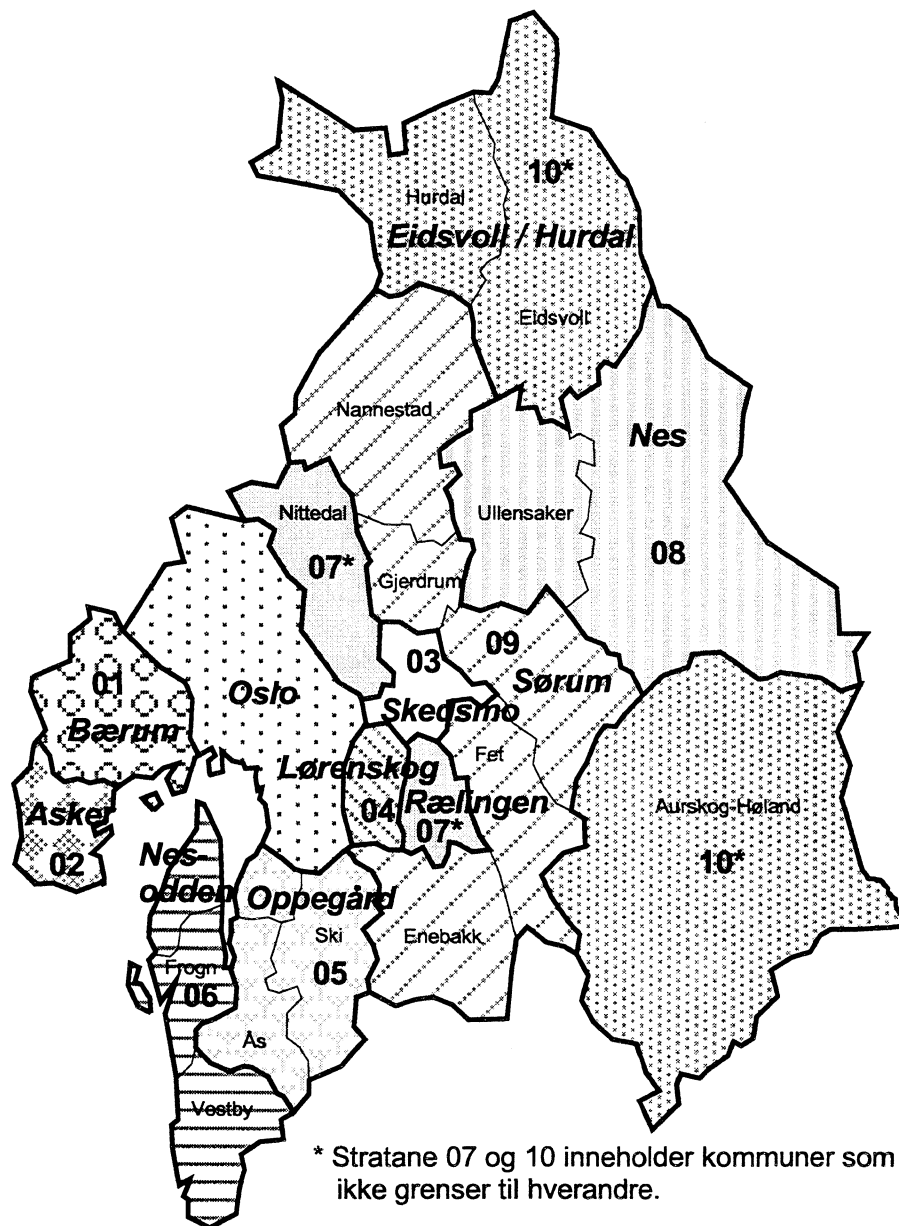 Hurdal
10*
Eidsvoll / Hurdal
Eidsvoll
Nannestad
Nes
Nittedal
Ullensaker
07*
08
Gjerdrum
03
09
01
Oslo
Sørum
Skedsmo
Bærum
Fet
Lørenskog
Rælingen
Aurskog-Høland
Asker
04
07*
02
Nes-
odden
10*
Oppegård
Ski
Enebakk
Frogn
05
06
Ås
Vestby
* Stratane 07 og 10 inneholder kommuner som
ikke grenser til hverandre.